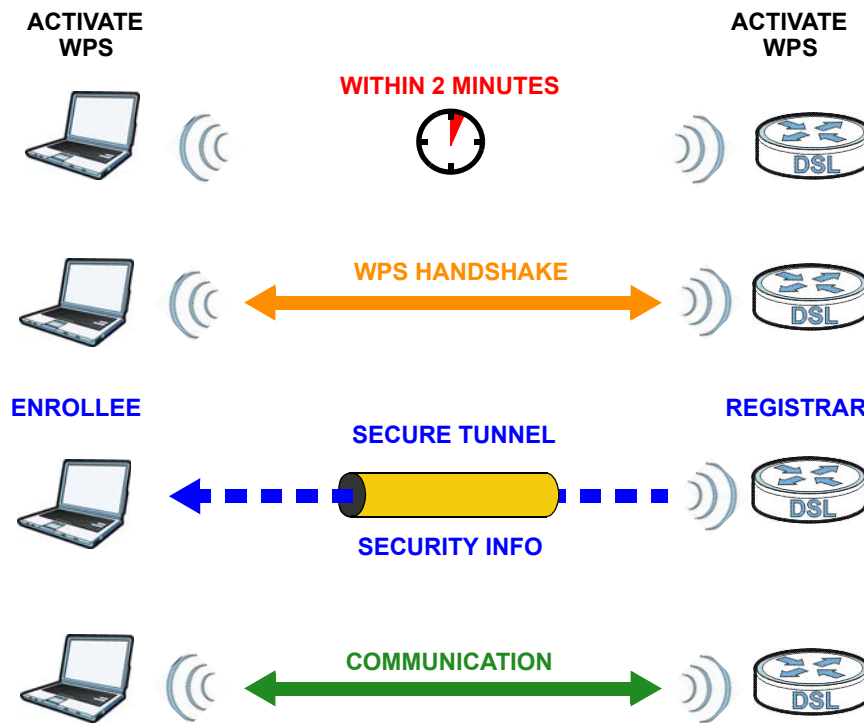 ACTIVATE
WPS
ACTIVATE
WPS
WITHIN 2 MINUTES
DSL
WPS HANDSHAKE
DSL
ENROLLEE
REGISTRAR
SECURE TUNNEL
DSL
SECURITY INFO
COMMUNICATION
DSL